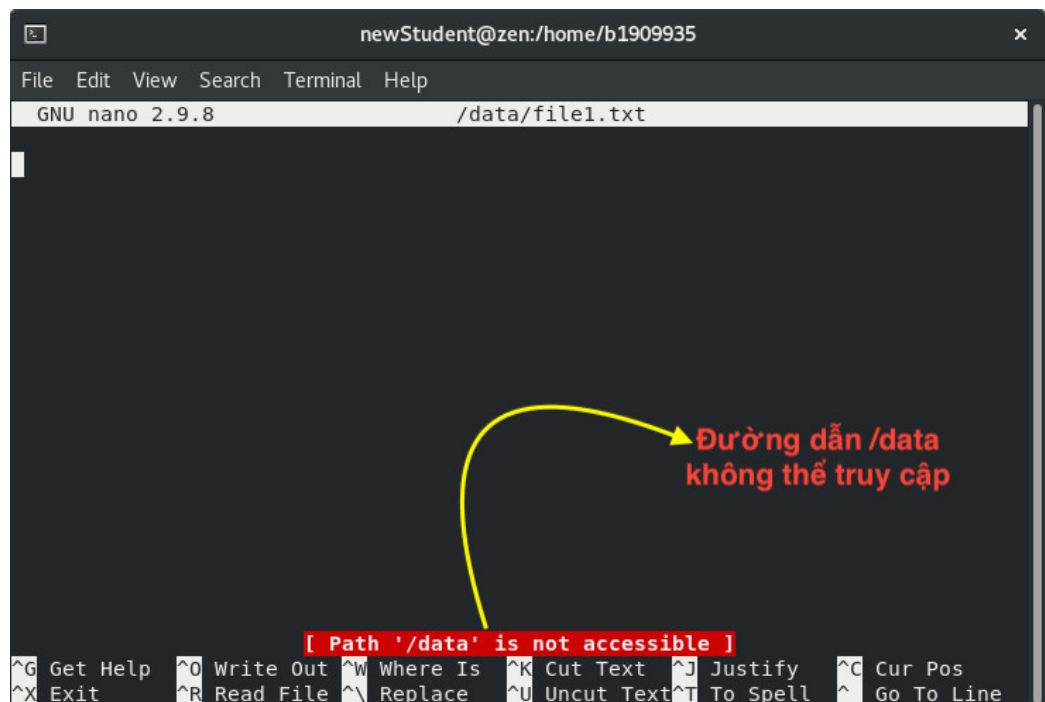 newStudent@zen:/home/b1909935 ×
File Edit View Search Terminal Help
GNU nano 2.9.8 /data/file1.txt
Đường dẫn /data
không thể truy cập
[ Path '/data' is not accessible ]
^G Get Help ^O Write Out ^W Where Is ^K Cut Text ^J Justify ^C Cur Pos
^X Exit ^R Read File ^\ Replace ^U Uncut Text ^T To Spell ^ Go To Line